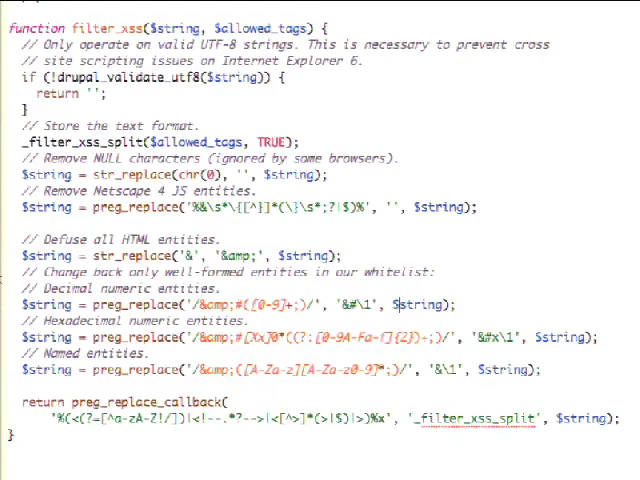 function filter_xss($string, $allowed_tags) {
// Only operate on valid UTF-8 strings. This is necessary to prevent cross
// site scripting issues on Internet Explorer 6.
if (!drupal_validate_utf8($string)) {
return '';
}
// Store the text format.
_filter_xss_split($allowed_tags, TRUE);
// Remove NULL characters (ignored by some browsers).
$string = str_replace(chr(0), '', $string);
// Remove Netscape 4 JS entities.
$string = preg_replace('%&\s*\{[^}]*(\}\s*;?|$)%', '', $string);
// Defuse all HTML entities.
$string = str_replace('&', '&amp;', $string);
// Change back only well-formed entities in our whitelist:
// Decimal numeric entities.
$string = preg_replace('/&amp;#([0-9]+;)/', '&#\1', $string);
// Hexadecimal numeric entities.
$string = preg_replace('/&amp;#[Xx]0*((?:[0-9A-Fa-f]{2})+;)/', '&#x\1', $string);
// Named entities.
$string = preg_replace('/&amp;([A-Za-z][A-Za-z0-9]*;)/', '&\1', $string);
return preg_replace_callback(
'%(<(?=[^a-zA-Z!/])|<!--.*?-->|<[^>]*(>|$)|>)%x', '_filter_xss_split', $string);
}